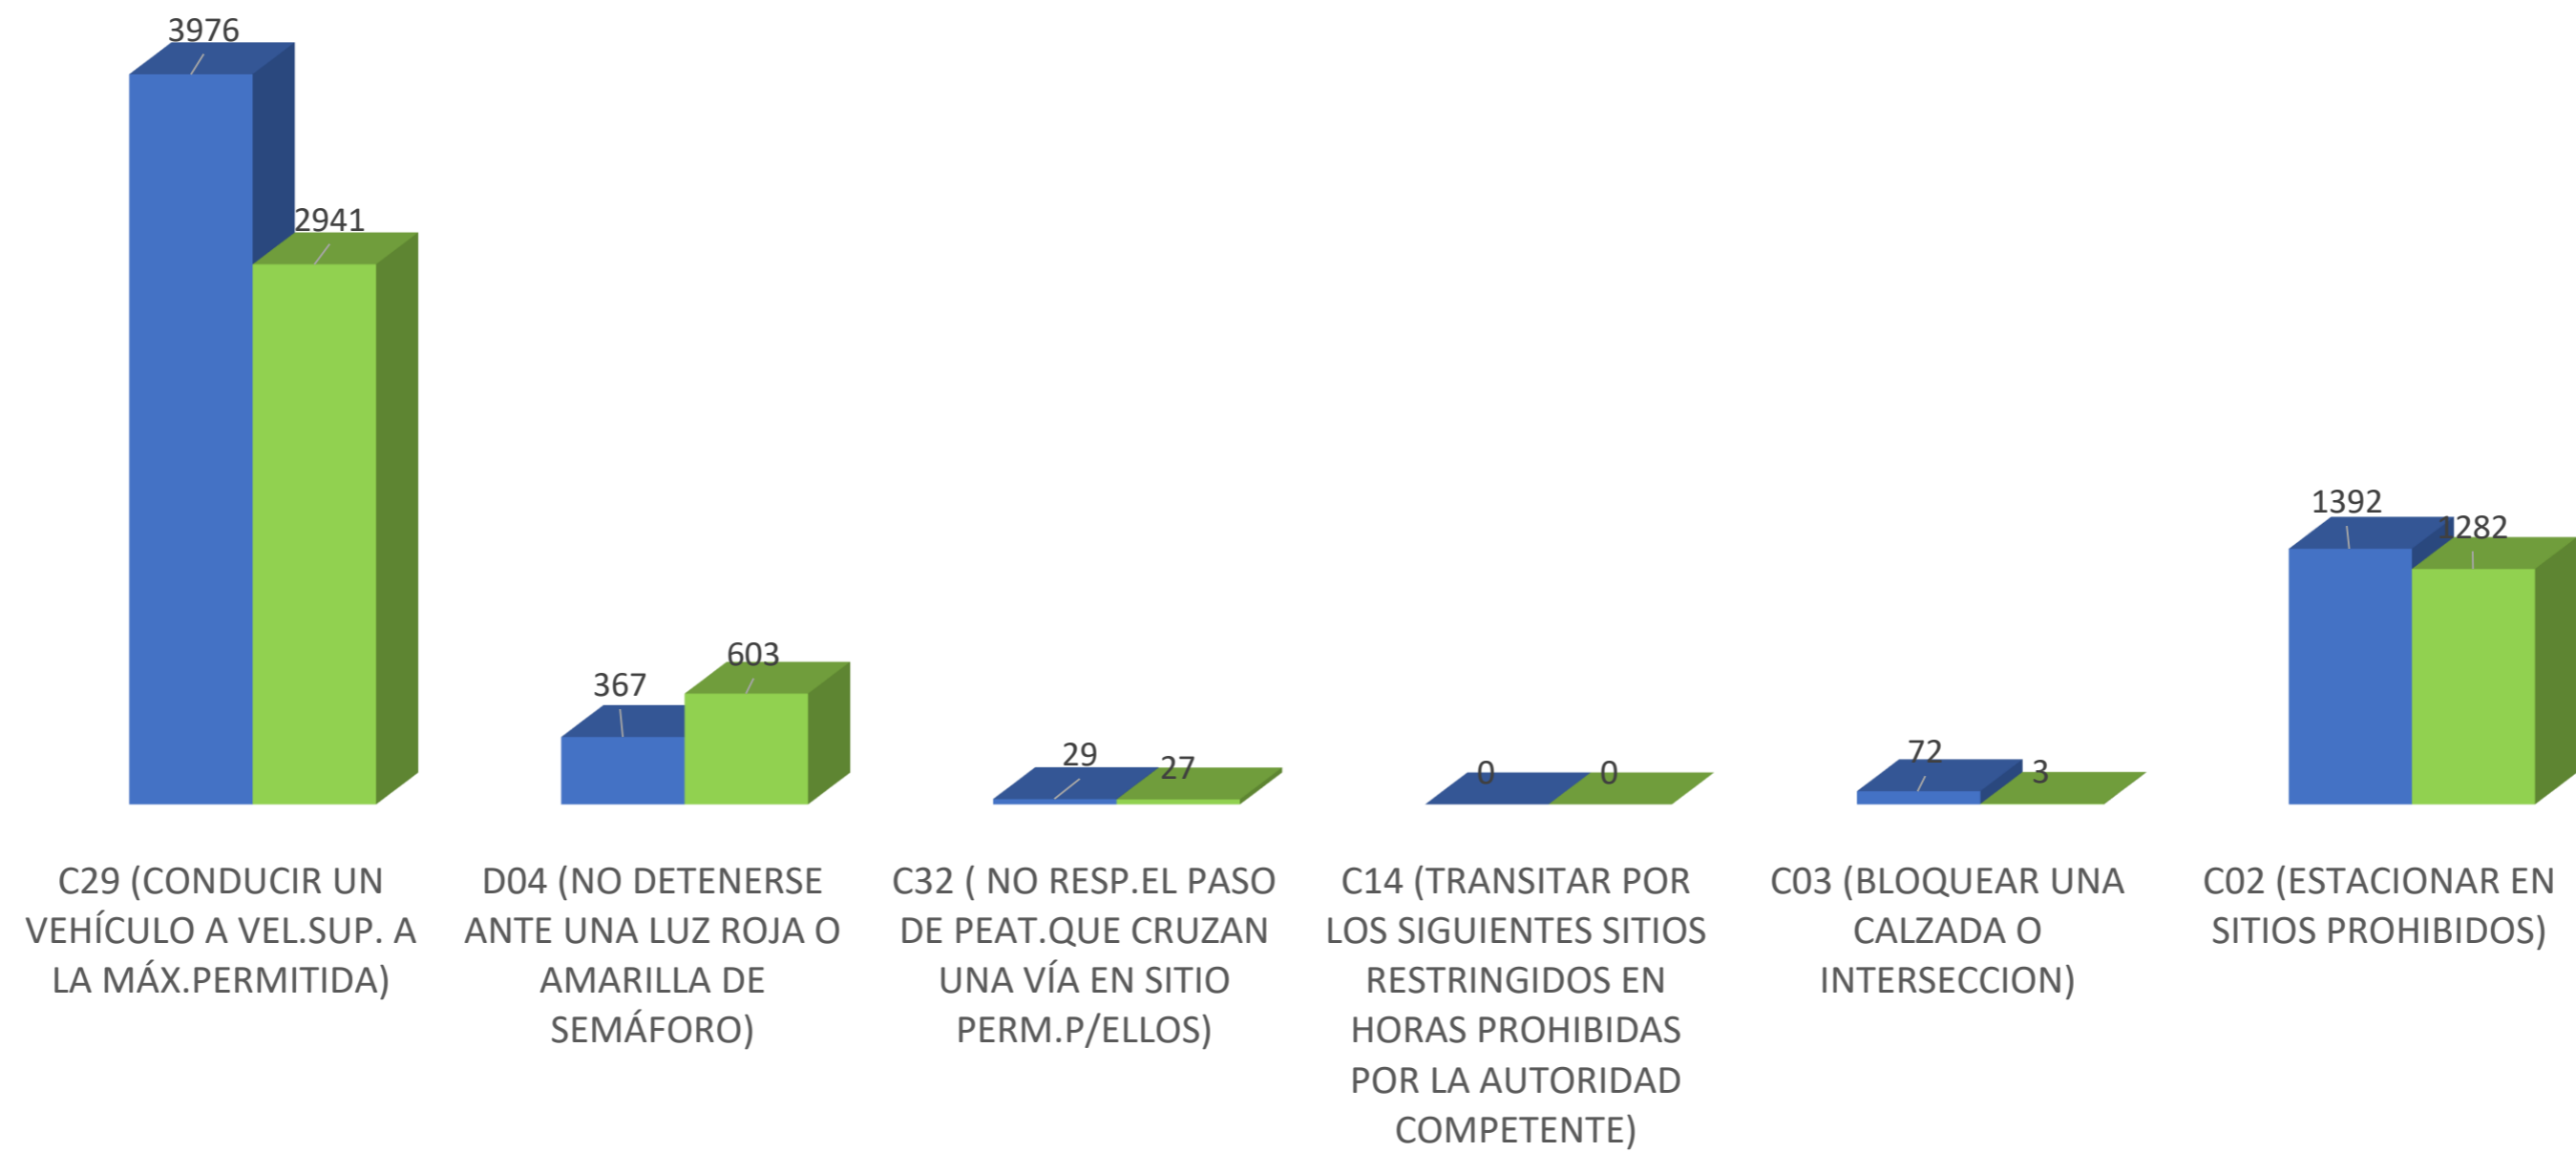 3976
2941
367
603
29
27
0
0
72
3
1392
1282
C29 (CONDUCIR UN
VEHÍCULO A VEL.SUP. A
LA MÁX.PERMITIDA)
D04 (NO DETENERSE
ANTE UNA LUZ ROJA O
AMARILLA DE
SEMÁFORO)
C32 ( NO RESP.EL PASO
DE PEAT.QUE CRUZAN
UNA VÍA EN SITIO
PERM.P/ELLOS)
C14 (TRANSITAR POR
LOS SIGUIENTES SITIOS
RESTRINGIDOS EN
HORAS PROHIBIDAS
POR LA AUTORIDAD
COMPETENTE)
C03 (BLOQUEAR UNA
CALZADA O
INTERSECCION)
C02 (ESTACIONAR EN
SITIOS PROHIBIDOS)